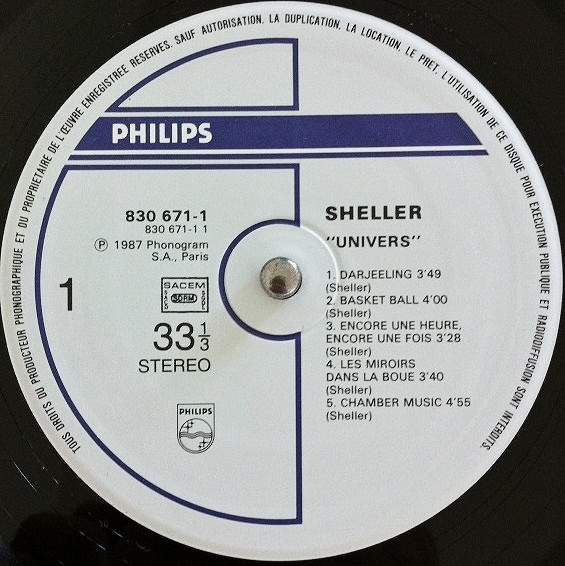 TOUS DROITS DU PRODUCTEUR PHONOGRAPHIQUE ET DU PROPRIETAIRE DE L'ŒUVRE ENREGISTREE RESERVES. SAUF AUTORISATION, LA DUPLICATION, LA LOCATION, LE PRET, L'UTILISATION DE CE DISQUE POUR EXECUTION PUBLIQUE ET RADIODIFFUSION SONT INTERDITS.
PHILIPS
830 671-1
830 671-1 1
℗ 1987 Phonogram
S.A., Paris
1
SACEM
SACD SDRM SGDL
33 1/3
STEREO
PHILIPS
SHELLER
"UNIVERS"
1. DARJEELING 3'49
(Sheller)
2. BASKET BALL 4'00
(Sheller)
3. ENCORE UNE HEURE,
ENCORE UNE FOIS 3'28
(Sheller)
4. LES MIROIRS
DANS LA BOUE 3'40
(Sheller)
5. CHAMBER MUSIC 4'55
(Sheller)